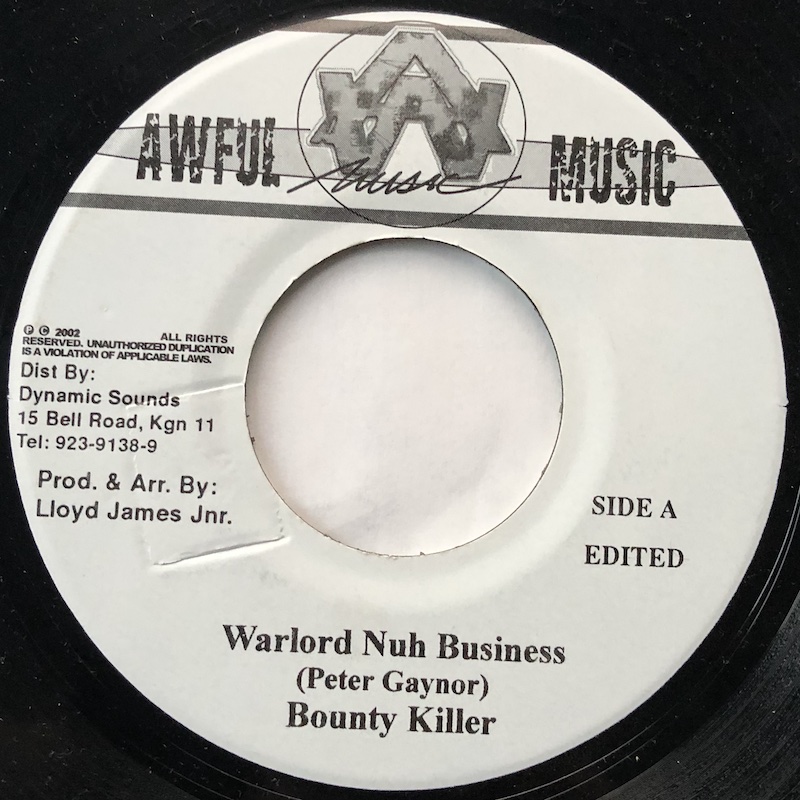 AWFUL
Music
MUSIC
℗ © 2002 ALL RIGHTS
RESERVED. UNAUTHORIZED DUPLICATION
IS A VIOLATION OF APPLICABLE LAWS.
Dist By:
Dynamic Sounds
15 Bell Road, Kgn 11
Tel: 923-9138-9
Prod. & Arr. By:
Lloyd James Jnr.
SIDE A
EDITED
Warlord Nuh Business
(Peter Gaynor)
Bounty Killer